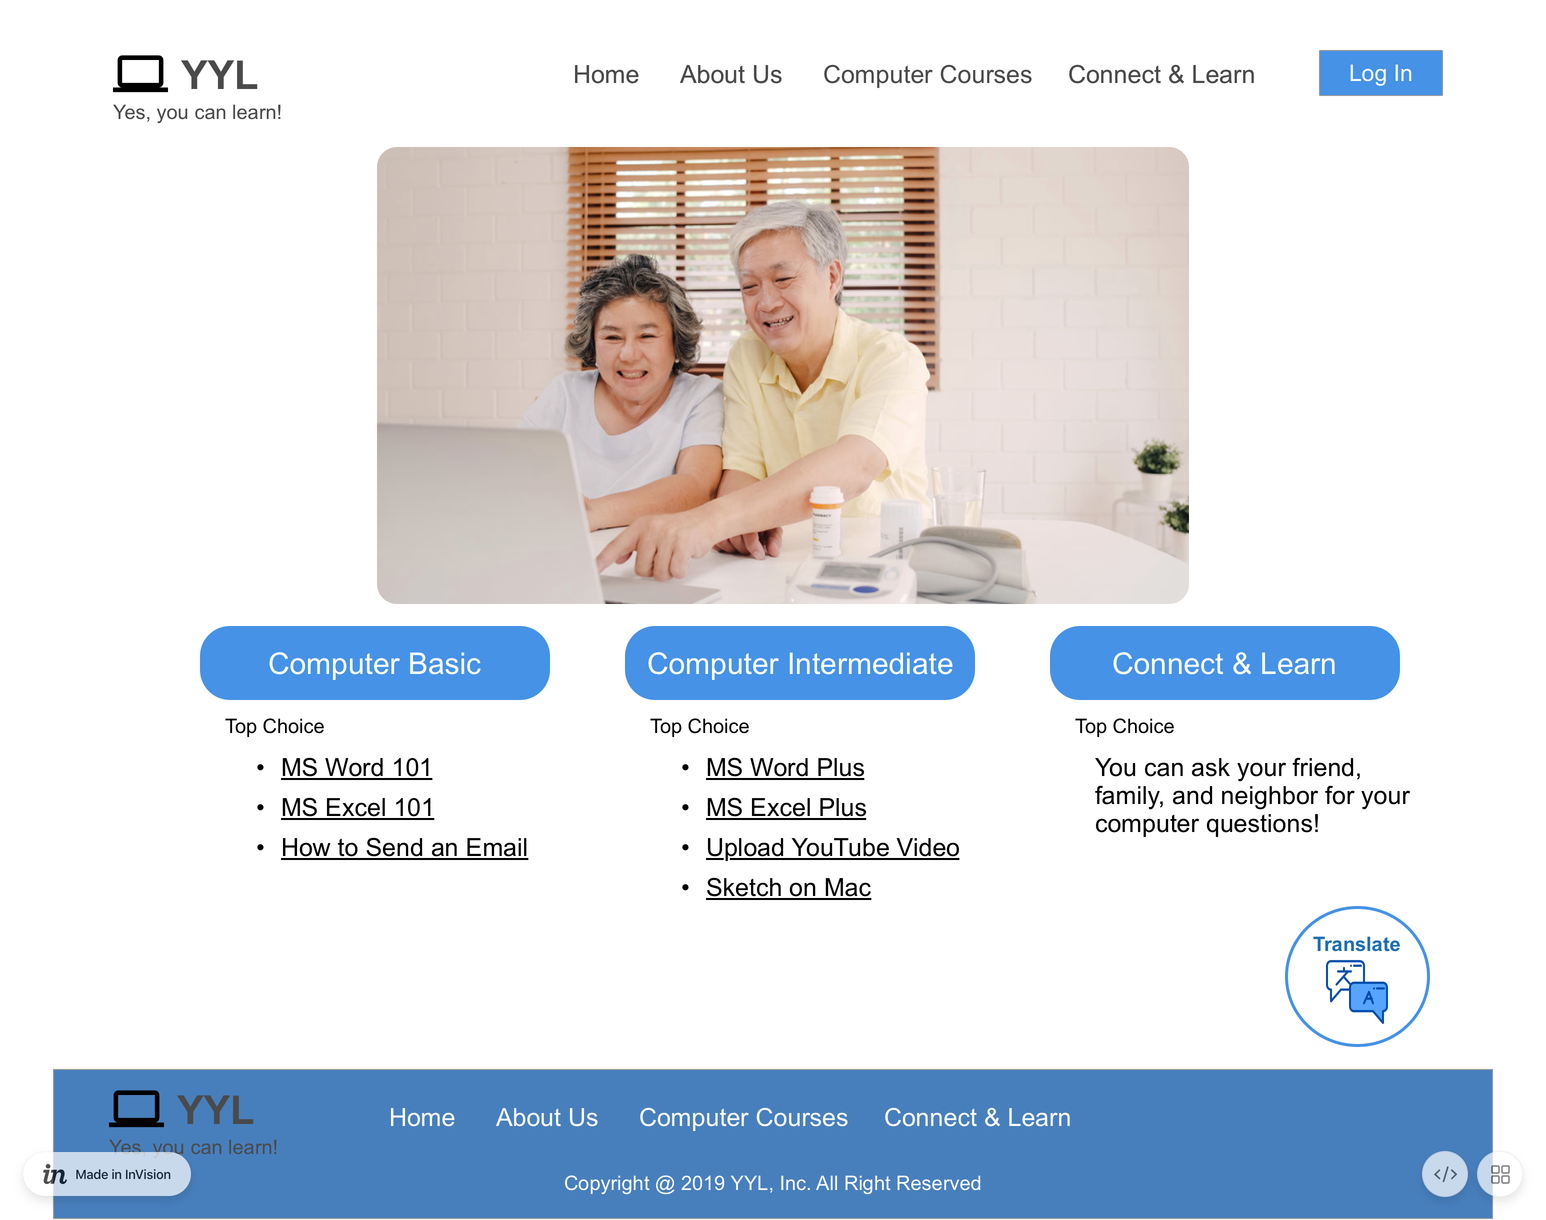 YYL
Yes, you can learn!
Home About Us Computer Courses Connect & Learn Log In
Computer Basic
Top Choice
• MS Word 101
• MS Excel 101
• How to Send an Email
Computer Intermediate
Top Choice
• MS Word Plus
• MS Excel Plus
• Upload YouTube Video
• Sketch on Mac
Connect & Learn
Top Choice
You can ask your friend,
family, and neighbor for your
computer questions!
Translate
文
A
YYL
Yes, you can learn!
Home About Us Computer Courses Connect & Learn
in Made in InVision
Copyright @ 2019 YYL, Inc. All Right Reserved